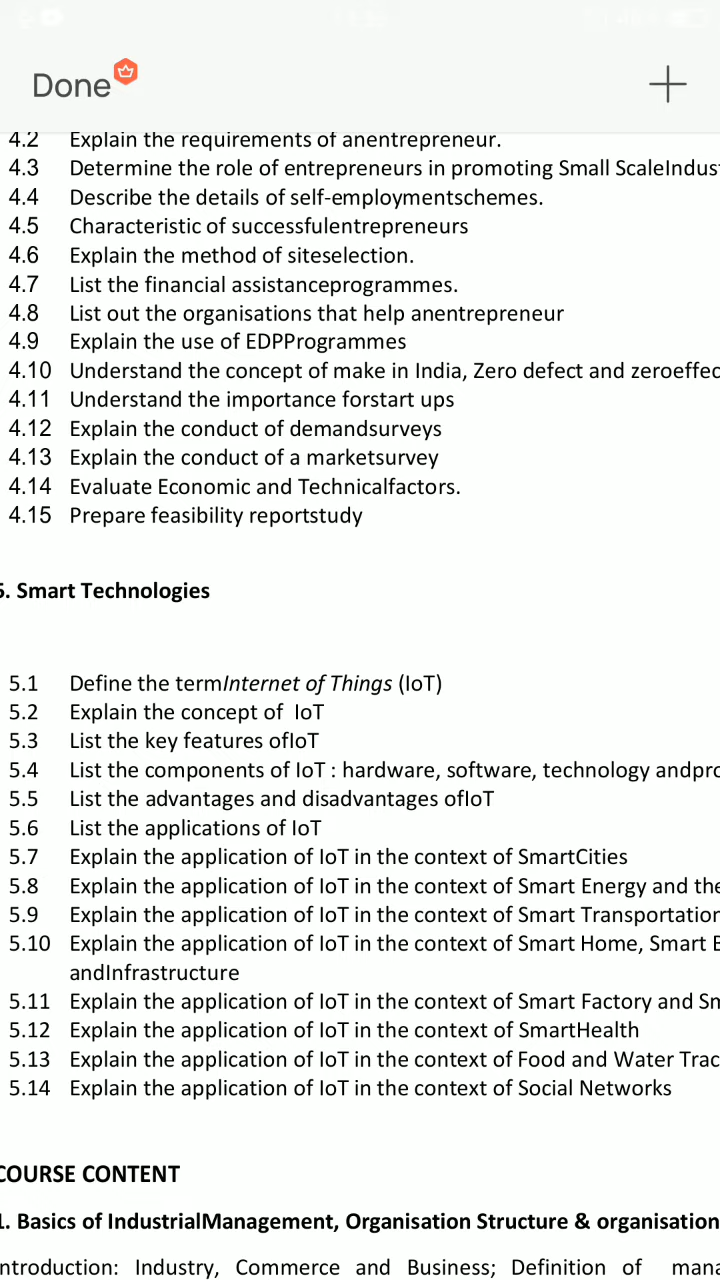 Done
4.2 Explain the requirements of anentrepreneur.
4.3 Determine the role of entrepreneurs in promoting Small ScaleIndus
4.4 Describe the details of self-employmentschemes.
4.5 Characteristic of successfulentrepreneurs
4.6 Explain the method of siteselection.
4.7 List the financial assistanceprogrammes.
4.8 List out the organisations that help anentrepreneur
4.9 Explain the use of EDPProgrammes
4.10 Understand the concept of make in India, Zero defect and zeroeffec
4.11 Understand the importance forstart ups
4.12 Explain the conduct of demandsurveys
4.13 Explain the conduct of a marketsurvey
4.14 Evaluate Economic and Technicalfactors.
4.15 Prepare feasibility reportstudy
5. Smart Technologies
5.1 Define the termInternet of Things (IoT)
5.2 Explain the concept of IoT
5.3 List the key features ofIoT
5.4 List the components of IoT : hardware, software, technology andpro
5.5 List the advantages and disadvantages ofIoT
5.6 List the applications of IoT
5.7 Explain the application of IoT in the context of SmartCities
5.8 Explain the application of IoT in the context of Smart Energy and the
5.9 Explain the application of IoT in the context of Smart Transportation
5.10 Explain the application of IoT in the context of Smart Home, Smart B
andInfrastructure
5.11 Explain the application of IoT in the context of Smart Factory and Sm
5.12 Explain the application of IoT in the context of SmartHealth
5.13 Explain the application of IoT in the context of Food and Water Trac
5.14 Explain the application of IoT in the context of Social Networks
COURSE CONTENT
1. Basics of IndustrialManagement, Organisation Structure & organisation
ntroduction: Industry, Commerce and Business; Definition of mana